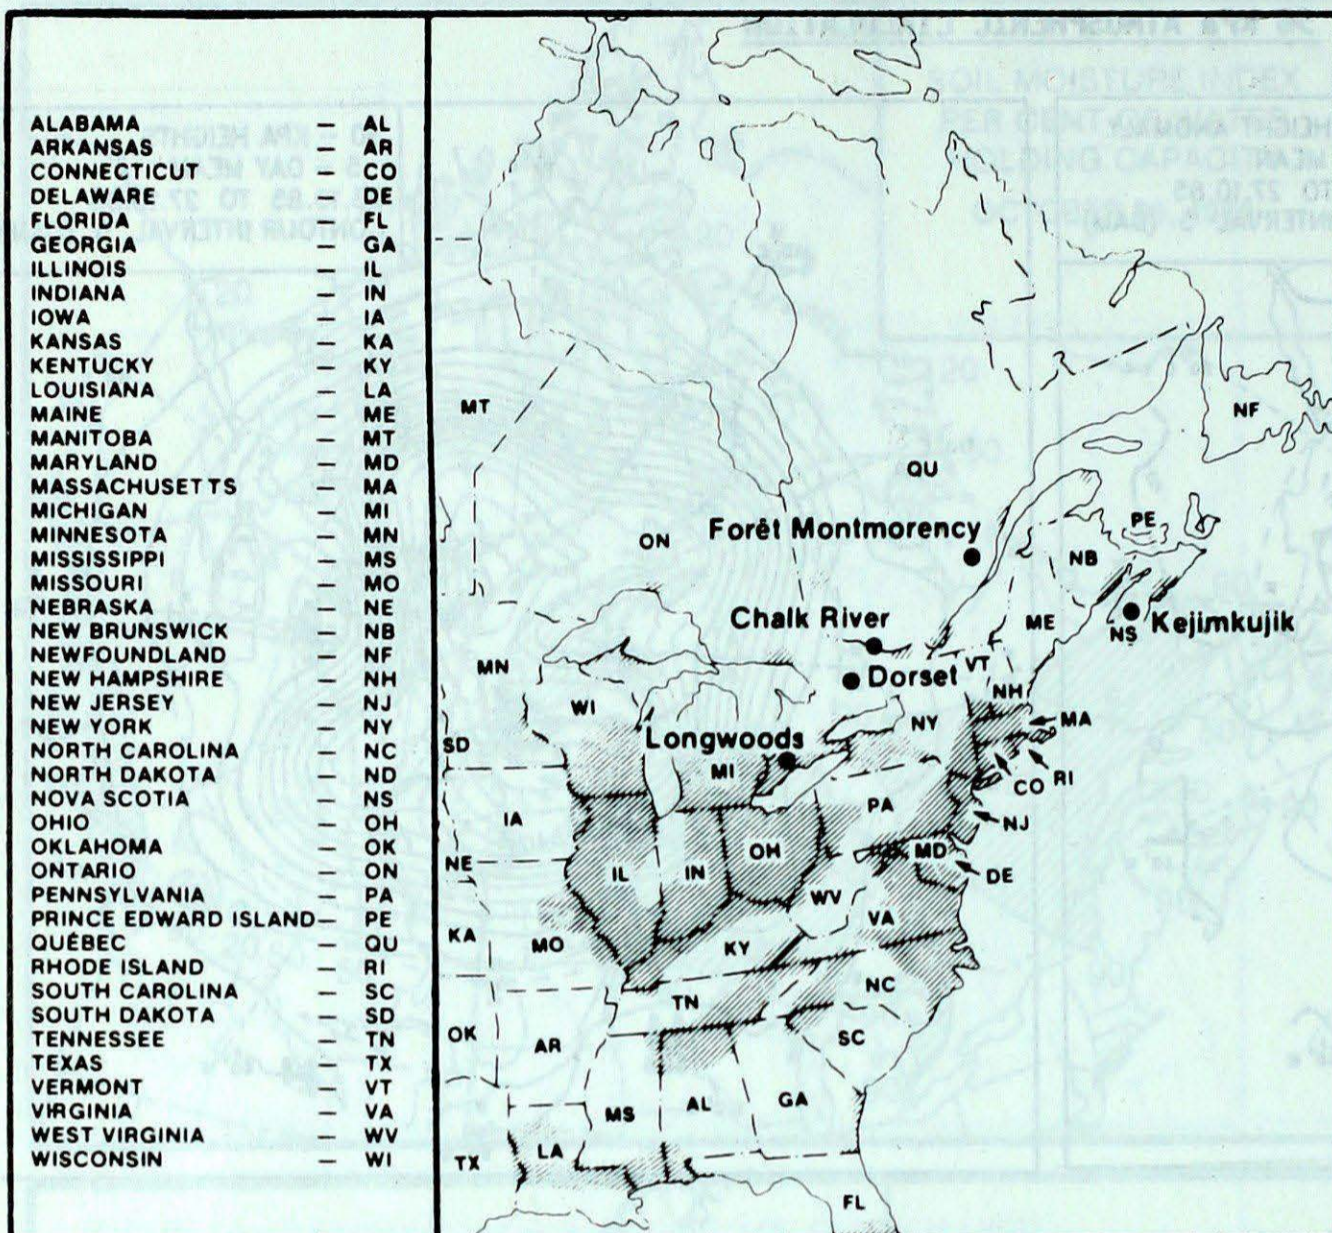 ALABAMA – AL
ARKANSAS – AR
CONNECTICUT – CO
DELAWARE – DE
FLORIDA – FL
GEORGIA – GA
ILLINOIS – IL
INDIANA – IN
IOWA – IA
KANSAS – KA
KENTUCKY – KY
LOUISIANA – LA
MAINE – ME
MANITOBA – MT
MARYLAND – MD
MASSACHUSETTS – MA
MICHIGAN – MI
MINNESOTA – MN
MISSISSIPPI – MS
MISSOURI – MO
NEBRASKA – NE
NEW BRUNSWICK – NB
NEWFOUNDLAND – NF
NEW HAMPSHIRE – NH
NEW JERSEY – NJ
NEW YORK – NY
NORTH CAROLINA – NC
NORTH DAKOTA – ND
NOVA SCOTIA – NS
OHIO – OH
OKLAHOMA – OK
ONTARIO – ON
PENNSYLVANIA – PA
PRINCE EDWARD ISLAND – PE
QUÉBEC – QU
RHODE ISLAND – RI
SOUTH CAROLINA – SC
SOUTH DAKOTA – SD
TENNESSEE – TN
TEXAS – TX
VERMONT – VT
VIRGINIA – VA
WEST VIRGINIA – WV
WISCONSIN – WI
MT
NF
QU
PE
ON
Forêt Montmorency
NB
Chalk River
ME
NS
Kejimkujik
MN
VT
Dorset
NH
WI
NY
MA
SD
Longwoods
MI
CO
RI
IA
PA
NJ
OH
MD
NE
IL
IN
DE
WV
VA
KA
MO
KY
NC
TN
OK
AR
SC
MS
AL
GA
TX
LA
FL